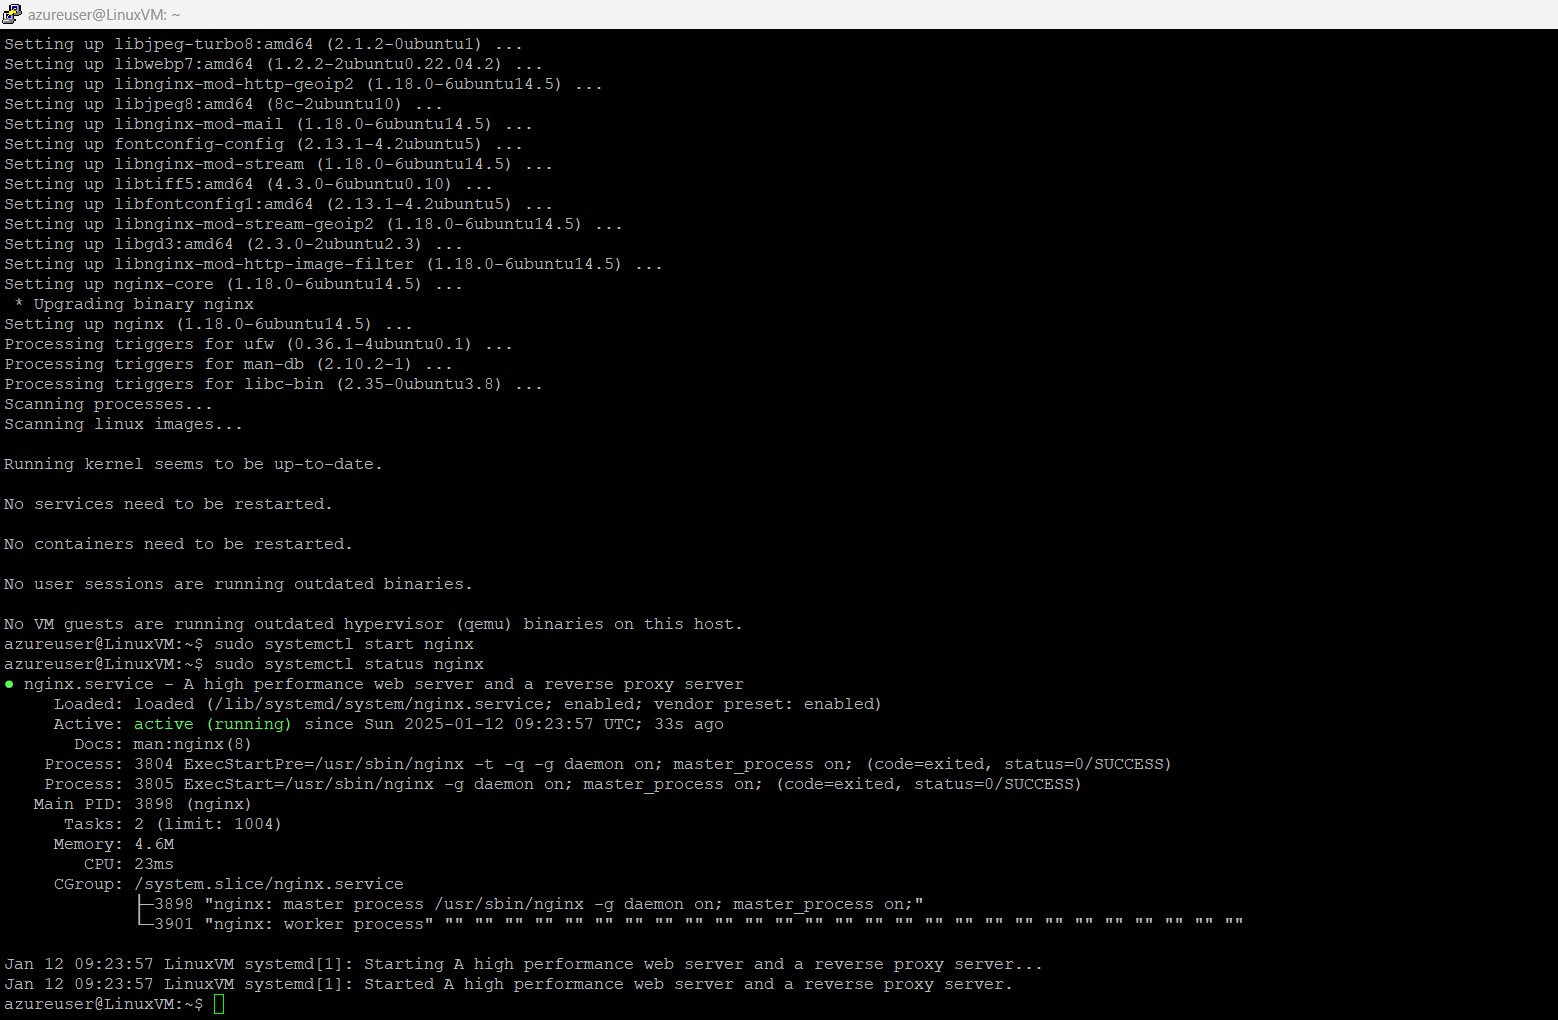 azureuser@LinuxVM: ~
Setting up libjpeg-turbo8:amd64 (2.1.2-0ubuntu1) ...
Setting up libwebp7:amd64 (1.2.2-2ubuntu0.22.04.2) ...
Setting up libnginx-mod-http-geoip2 (1.18.0-6ubuntu14.5) ...
Setting up libjpeg8:amd64 (8c-2ubuntu10) ...
Setting up libnginx-mod-mail (1.18.0-6ubuntu14.5) ...
Setting up fontconfig-config (2.13.1-4.2ubuntu5) ...
Setting up libnginx-mod-stream (1.18.0-6ubuntu14.5) ...
Setting up libtiff5:amd64 (4.3.0-6ubuntu0.10) ...
Setting up libfontconfig1:amd64 (2.13.1-4.2ubuntu5) ...
Setting up libnginx-mod-stream-geoip2 (1.18.0-6ubuntu14.5) ...
Setting up libgd3:amd64 (2.3.0-2ubuntu2.3) ...
Setting up libnginx-mod-http-image-filter (1.18.0-6ubuntu14.5) ...
Setting up nginx-core (1.18.0-6ubuntu14.5) ...
 * Upgrading binary nginx
Setting up nginx (1.18.0-6ubuntu14.5) ...
Processing triggers for ufw (0.36.1-4ubuntu0.1) ...
Processing triggers for man-db (2.10.2-1) ...
Processing triggers for libc-bin (2.35-0ubuntu3.8) ...
Scanning processes...
Scanning linux images...
Running kernel seems to be up-to-date.
No services need to be restarted.
No containers need to be restarted.
No user sessions are running outdated binaries.
No VM guests are running outdated hypervisor (qemu) binaries on this host.
azureuser@LinuxVM:~$ sudo systemctl start nginx
azureuser@LinuxVM:~$ sudo systemctl status nginx
● nginx.service - A high performance web server and a reverse proxy server
     Loaded: loaded (/lib/systemd/system/nginx.service; enabled; vendor preset: enabled)
     Active: active (running) since Sun 2025-01-12 09:23:57 UTC; 33s ago
       Docs: man:nginx(8)
    Process: 3804 ExecStartPre=/usr/sbin/nginx -t -q -g daemon on; master_process on; (code=exited, status=0/SUCCESS)
    Process: 3805 ExecStart=/usr/sbin/nginx -g daemon on; master_process on; (code=exited, status=0/SUCCESS)
   Main PID: 3898 (nginx)
      Tasks: 2 (limit: 1004)
     Memory: 4.6M
        CPU: 23ms
     CGroup: /system.slice/nginx.service
             ├─3898 "nginx: master process /usr/sbin/nginx -g daemon on; master_process on;"
             └─3901 "nginx: worker process" "" "" "" "" "" "" "" "" "" "" "" "" "" "" "" "" "" "" "" "" "" "" "" "" "" "" ""
Jan 12 09:23:57 LinuxVM systemd[1]: Starting A high performance web server and a reverse proxy server...
Jan 12 09:23:57 LinuxVM systemd[1]: Started A high performance web server and a reverse proxy server.
azureuser@LinuxVM:~$